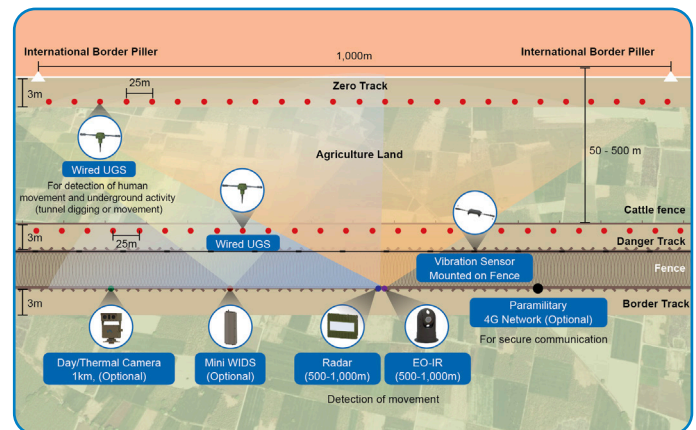 International Border Piller
1,000m
International Border Piller
Zero Track
25m
3m
Wired UGS
For detection of human
movement and underground activity
(tunnel digging or movement)
Agriculture Land
50 - 500 m
Wired UGS
Cattle fence
3m
25m
Danger Track
Vibration Sensor
Mounted on Fence
Fence
3m
Border Track
Paramilitary
4G Network (Optional)
For secure communication
Day/Thermal Camera
1km, (Optional)
Mini WIDS
(Optional)
Radar
(500-1,000m)
EO-IR
(500-1,000m)
Detection of movement